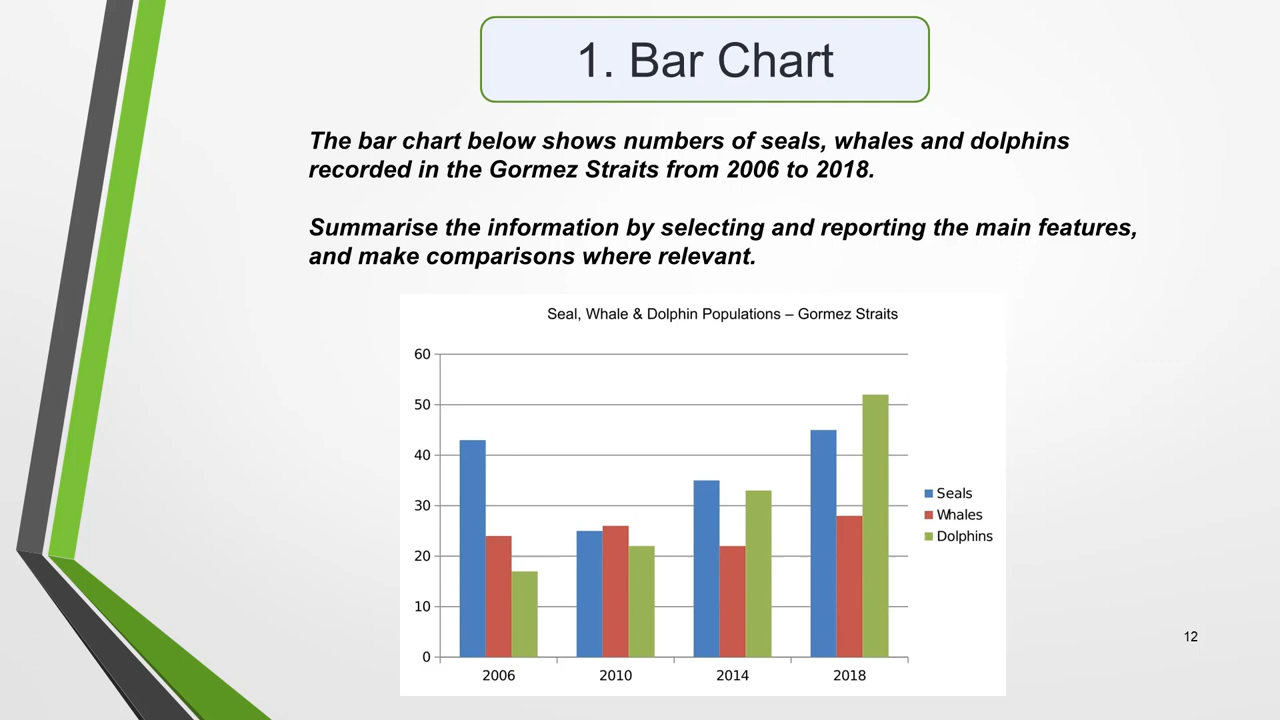 1. Bar Chart
The bar chart below shows numbers of seals, whales and dolphins
recorded in the Gormez Straits from 2006 to 2018.
Summarise the information by selecting and reporting the main features,
and make comparisons where relevant.
Seal, Whale & Dolphin Populations – Gormez Straits
60
50
40
30
20
10
0
2006 2010 2014 2018
Seals
Whales
Dolphins
12